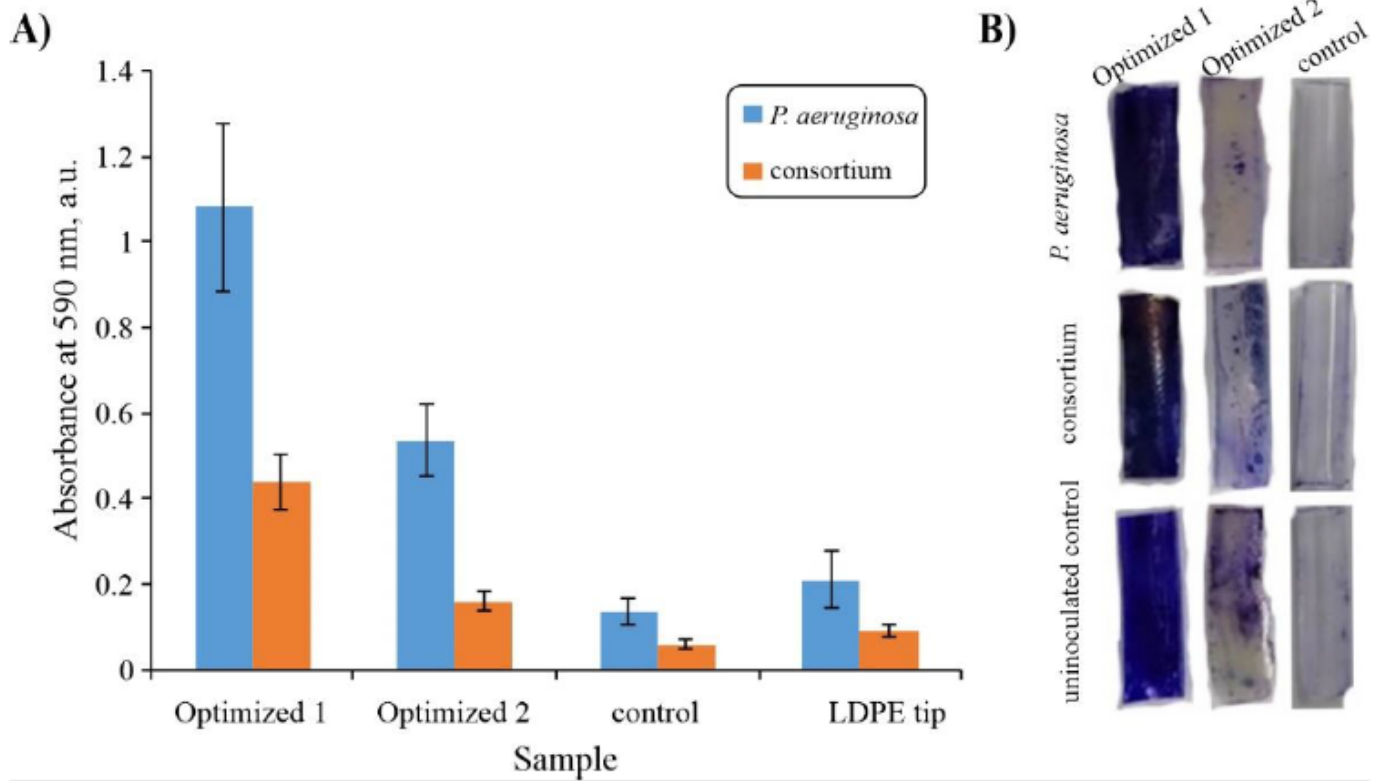 A)
Absorbance at 590 nm, a.u.
1.4
1.2
1
0.8
0.6
0.4
0.2
0
P. aeruginosa
consortium
Optimized 1
Optimized 2
control
LDPE tip
Sample
B)
Optimized 1
Optimized 2
control
P. aeruginosa
consortium
uninoculated control